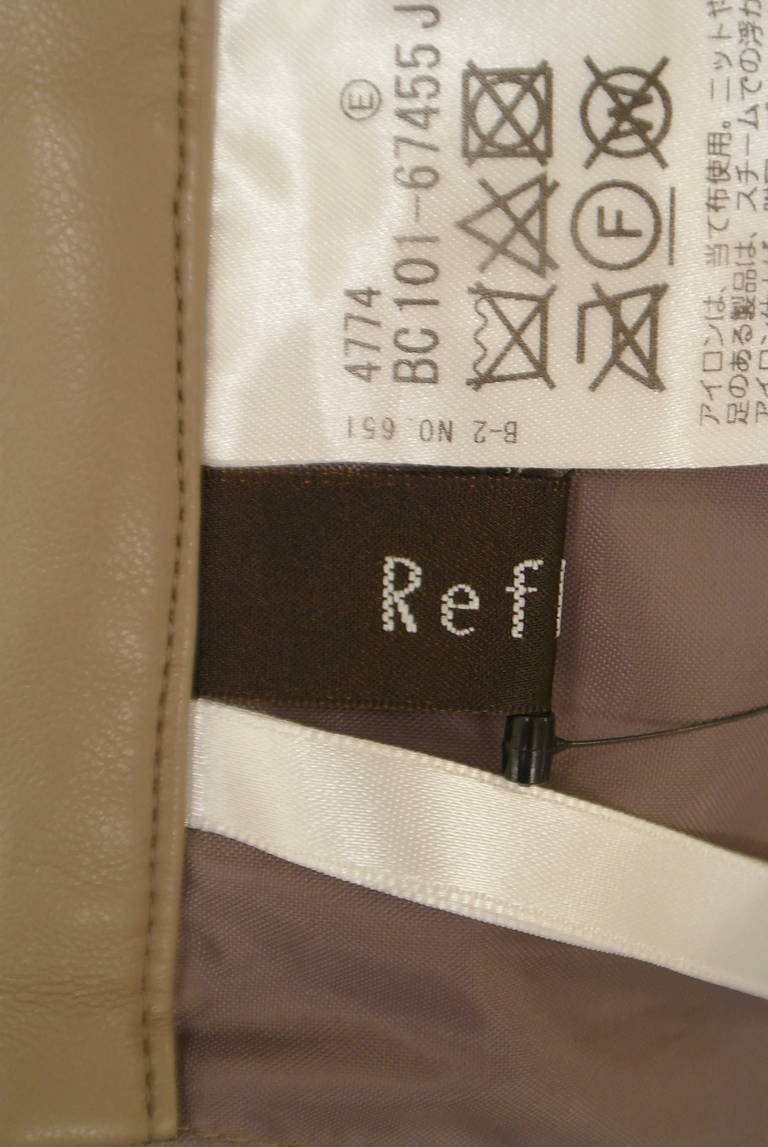 Ⓔ
4774
BC101-67455J
W
F
アイロンは、当て布使用。ニットや
足のある製品は、スチームでの浮か
B-2 NO.651
Ref